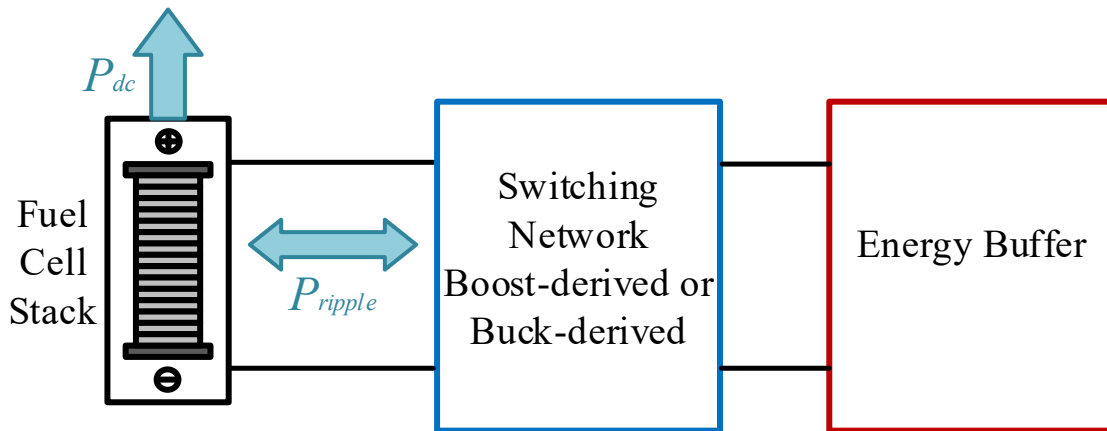 P_dc
⊕
Fuel
Cell
Stack
⊖
P_ripple
Switching
Network
Boost-derived or
Buck-derived
Energy Buffer